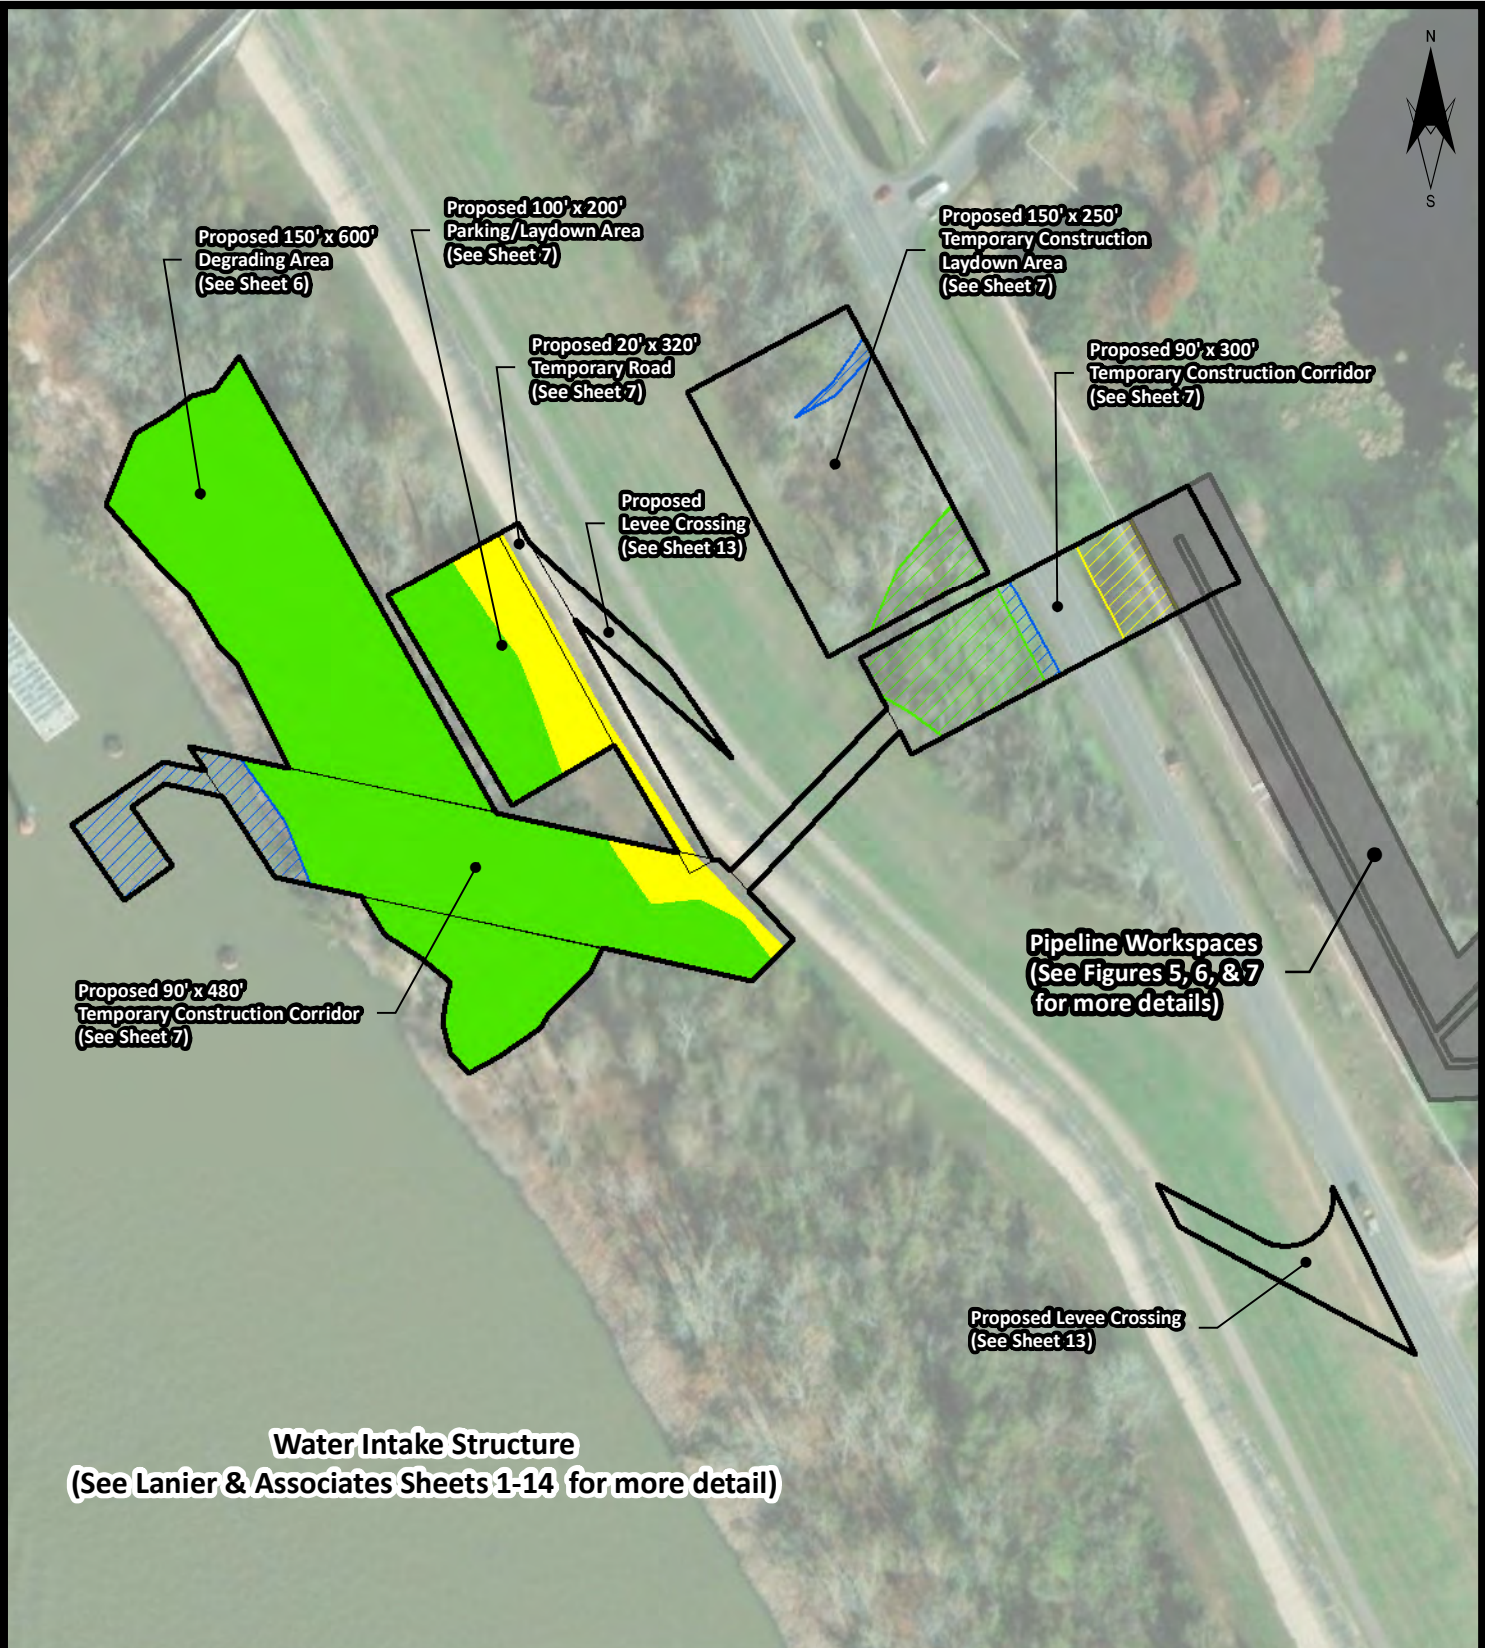 N
S
Proposed 100' x 200'
Parking/Laydown Area
(See Sheet 7)
Proposed 150' x 600'
Degrading Area
(See Sheet 6)
Proposed 150' x 250'
Temporary Construction
Laydown Area
(See Sheet 7)
Proposed 20' x 320'
Temporary Road
(See Sheet 7)
Proposed 90' x 300'
Temporary Construction Corridor
(See Sheet 7)
Proposed
Levee Crossing
(See Sheet 13)
Pipeline Workspaces
(See Figures 5, 6, & 7
for more details)
Proposed 90' x 480'
Temporary Construction Corridor
(See Sheet 7)
Proposed Levee Crossing
(See Sheet 13)
Water Intake Structure
(See Lanier & Associates Sheets 1-14 for more detail)